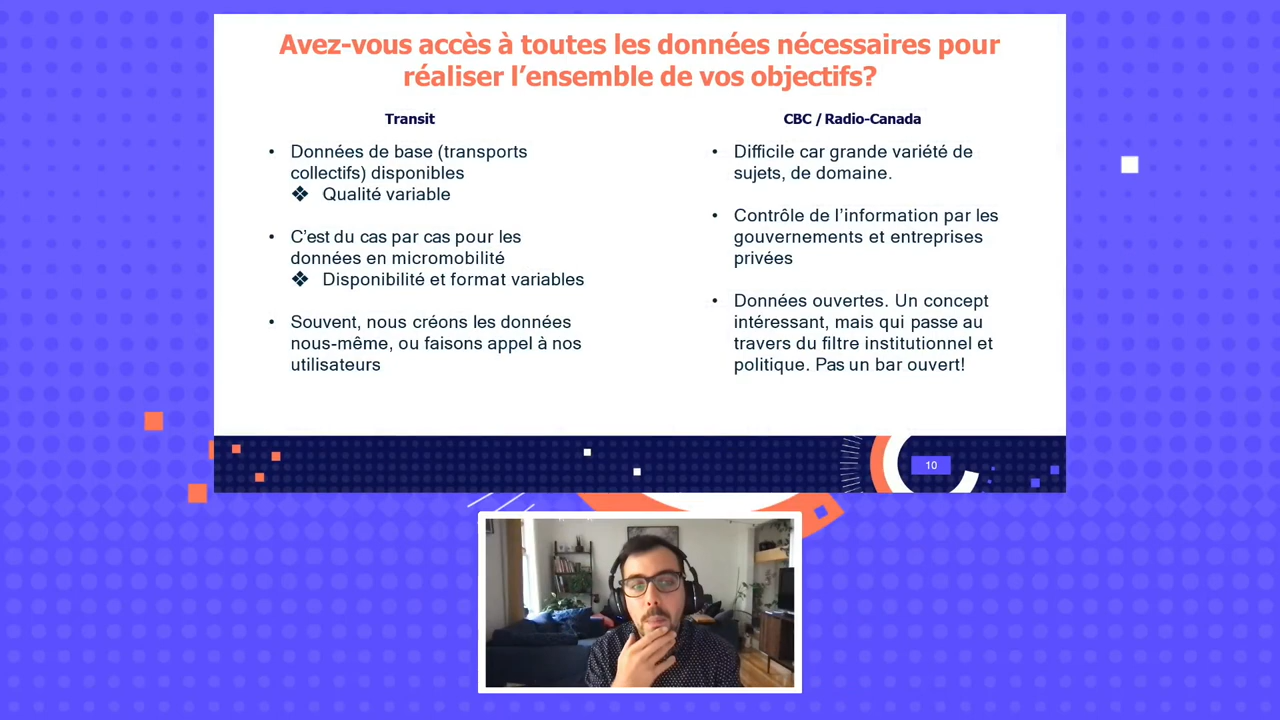 Avez-vous accès à toutes les données nécessaires pour
réaliser l’ensemble de vos objectifs?
Transit
• Données de base (transports
collectifs) disponibles
❖ Qualité variable
• C’est du cas par cas pour les
données en micromobilité
❖ Disponibilité et format variables
• Souvent, nous créons les données
nous-même, ou faisons appel à nos
utilisateurs
CBC / Radio-Canada
• Difficile car grande variété de
sujets, de domaine.
• Contrôle de l’information par les
gouvernements et entreprises
privées
• Données ouvertes. Un concept
intéressant, mais qui passe au
travers du filtre institutionnel et
politique. Pas un bar ouvert!
10